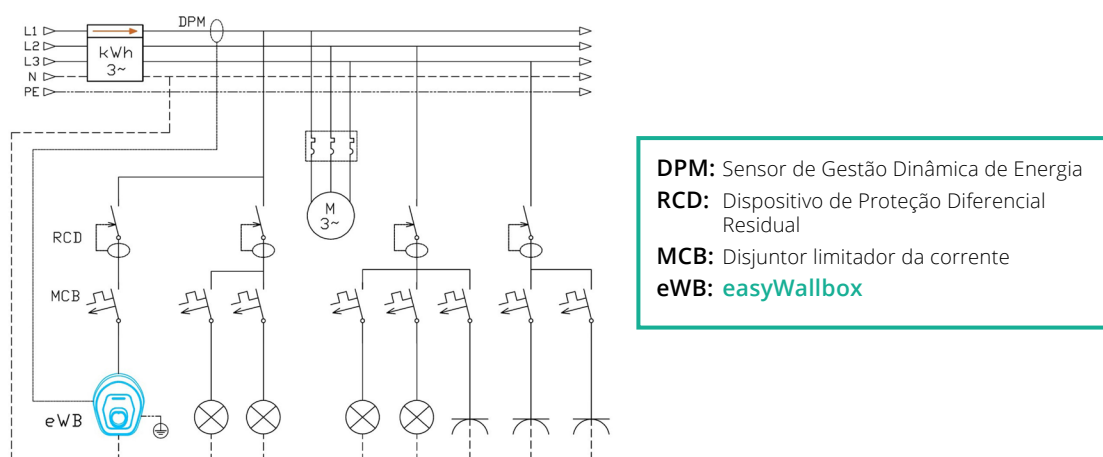 DPM
L1
L2
L3
N
PE
kWh
3~
M
3~
RCD
MCB
eWB
DPM: Sensor de Gestão Dinâmica de Energia
RCD: Dispositivo de Proteção Diferencial
Residual
MCB: Disjuntor limitador da corrente
eWB: easyWallbox